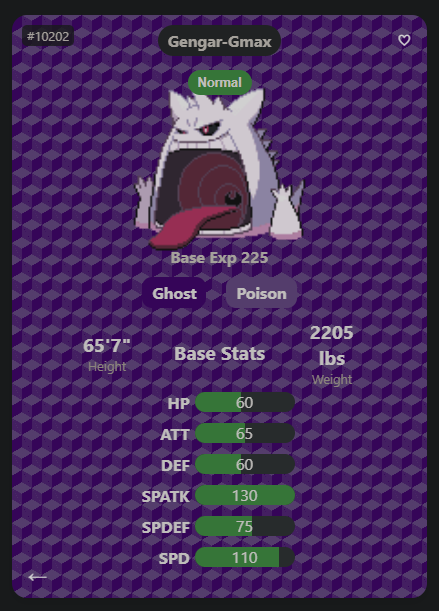 #10202
Gengar-Gmax
Normal
Base Exp 225
Ghost
Poison
65'7"
Height
Base Stats
2205
lbs
Weight
HP 60
ATT 65
DEF 60
SPATK 130
SPDEF 75
SPD 110